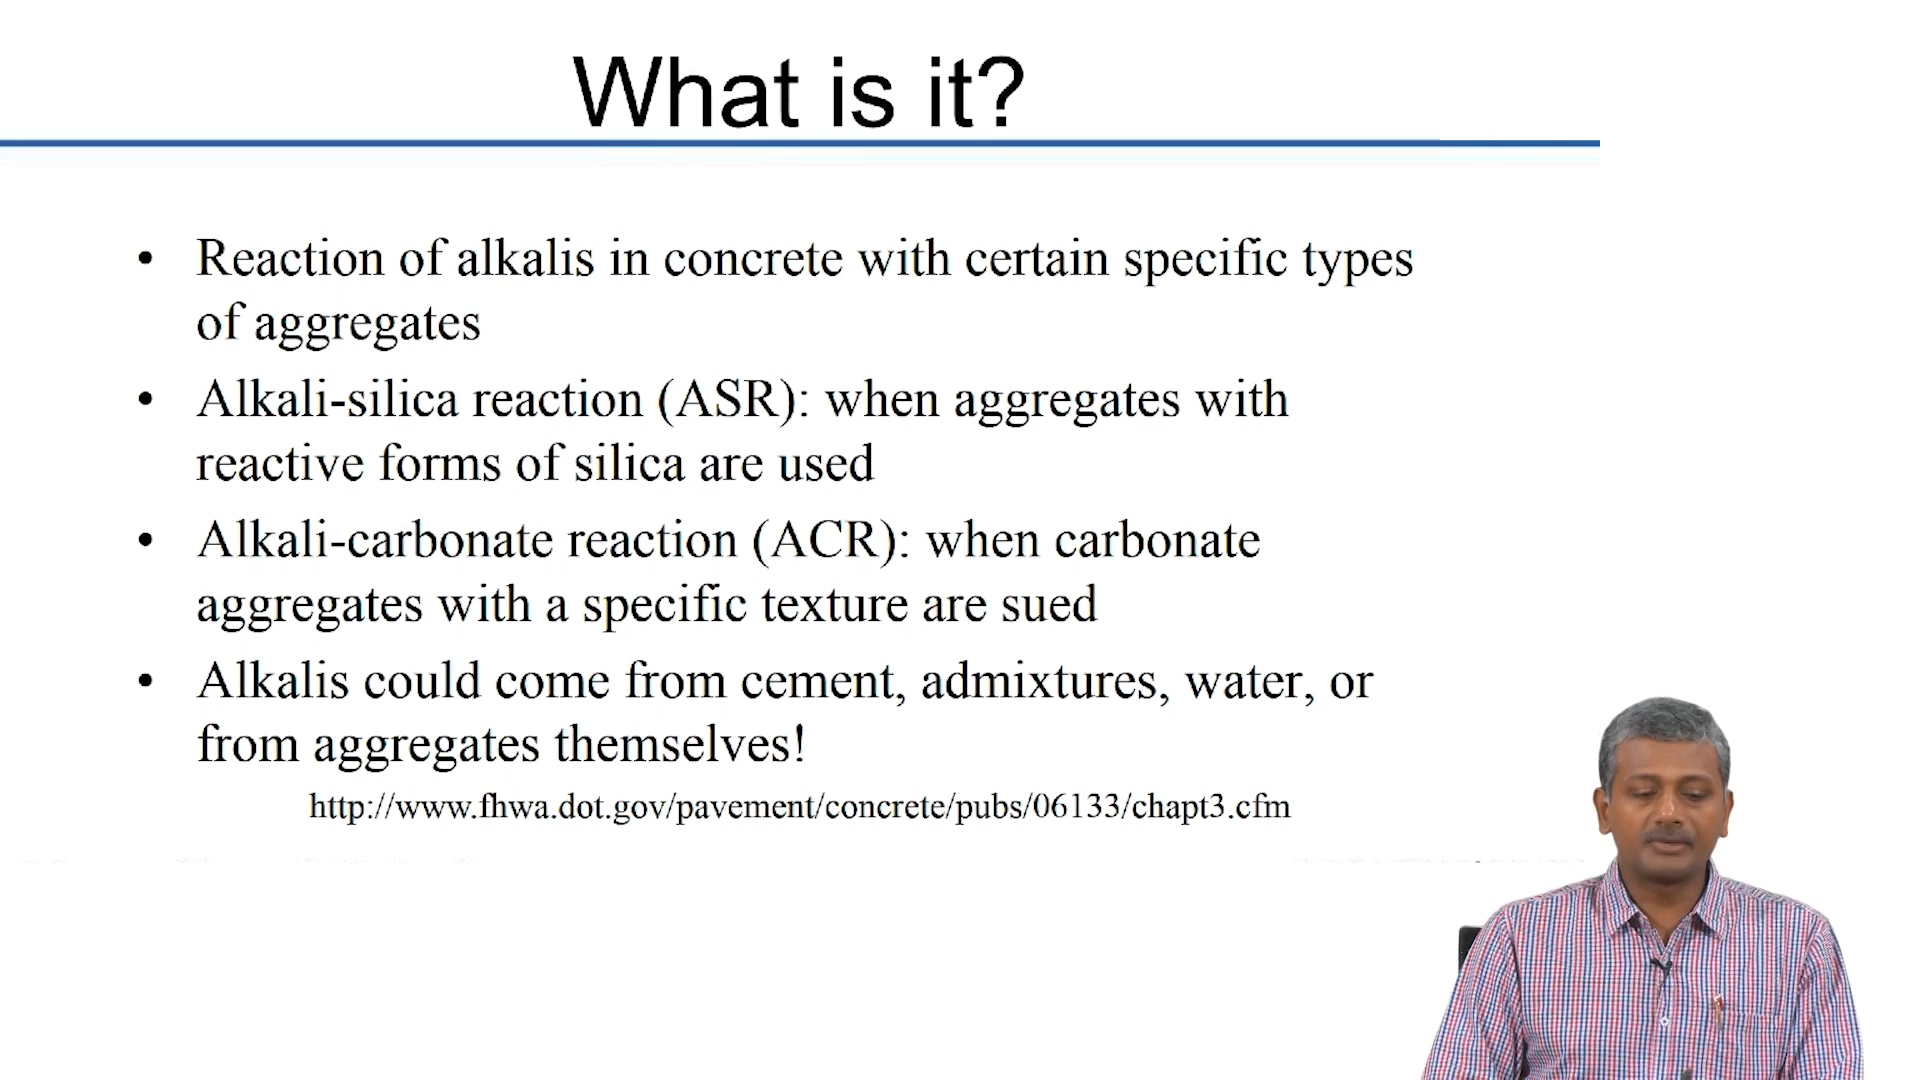 What is it?
• Reaction of alkalis in concrete with certain specific types
of aggregates
• Alkali-silica reaction (ASR): when aggregates with
reactive forms of silica are used
• Alkali-carbonate reaction (ACR): when carbonate
aggregates with a specific texture are sued
• Alkalis could come from cement, admixtures, water, or
from aggregates themselves!
http://www.fhwa.dot.gov/pavement/concrete/pubs/06133/chapt3.cfm